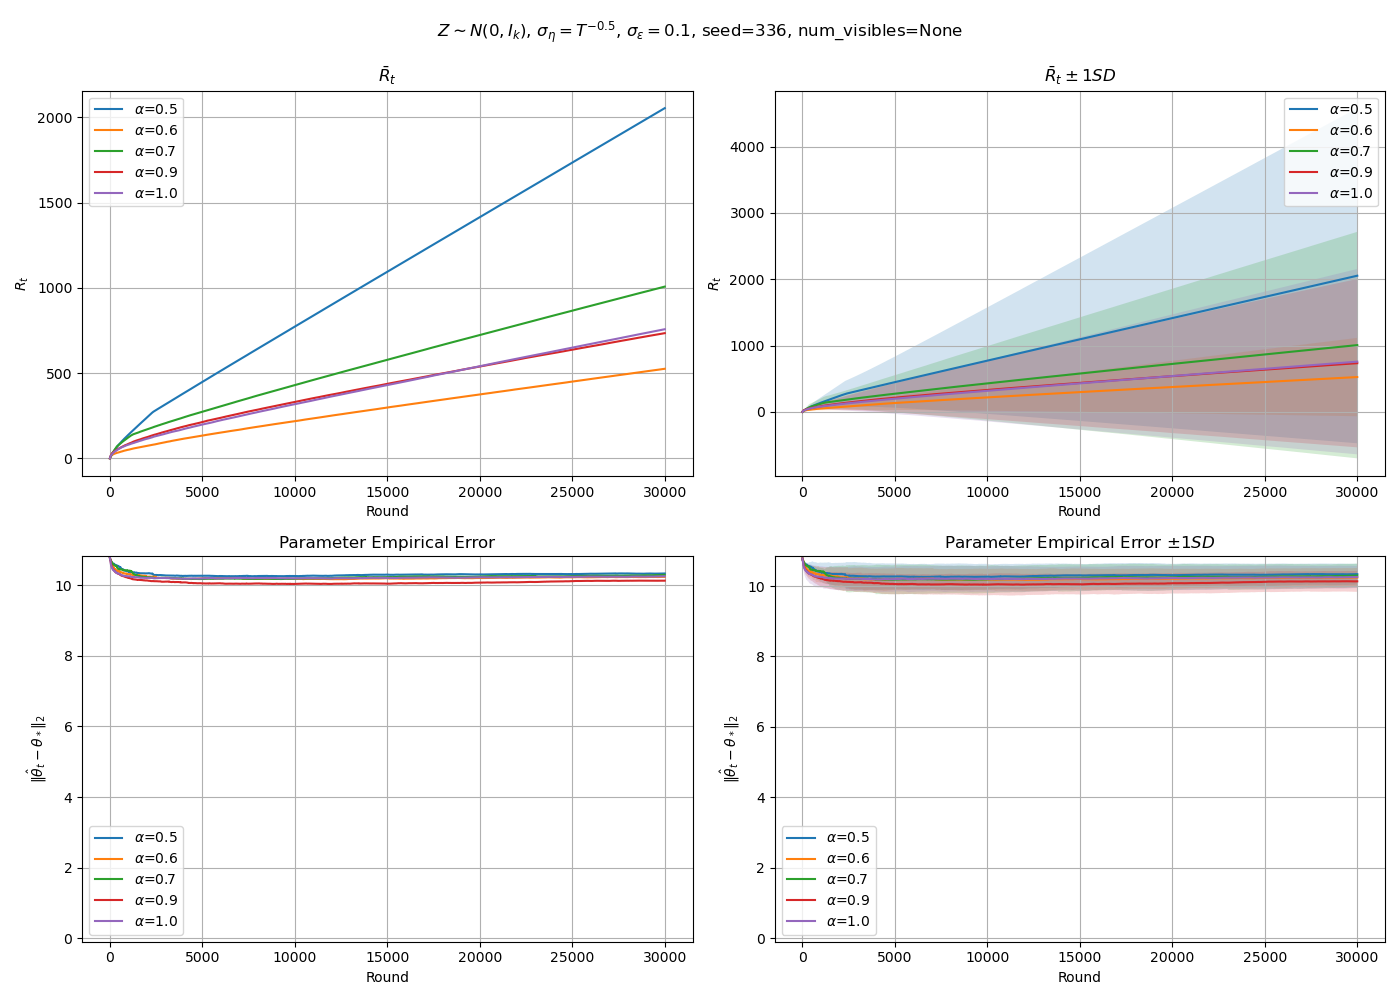 Z ~ N(0, I_k), σ_η = T^{−0.5}, σ_ε = 0.1, seed=336, num_visibles=None
R̄_t
R_t
2000
1500
1000
500
0
0 5000 10000 15000 20000 25000 30000
Round
α=0.5
α=0.6
α=0.7
α=0.9
α=1.0
R̄_t ± 1SD
R_t
4000
3000
2000
1000
0
0 5000 10000 15000 20000 25000 30000
Round
α=0.5
α=0.6
α=0.7
α=0.9
α=1.0
Parameter Empirical Error
‖θ̂_t − θ_*‖_2
10
8
6
4
2
0
0 5000 10000 15000 20000 25000 30000
Round
α=0.5
α=0.6
α=0.7
α=0.9
α=1.0
Parameter Empirical Error ±1SD
‖θ̂_t − θ_*‖_2
10
8
6
4
2
0
0 5000 10000 15000 20000 25000 30000
Round
α=0.5
α=0.6
α=0.7
α=0.9
α=1.0